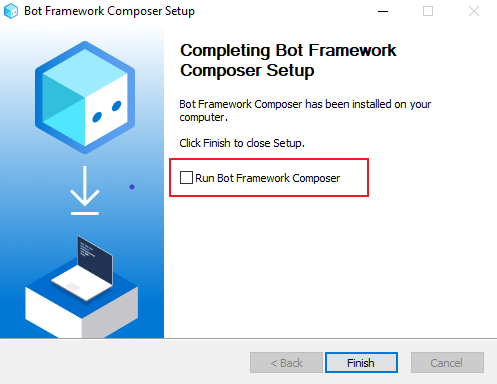 Bot Framework Composer Setup
Completing Bot Framework
Composer Setup
Bot Framework Composer has been installed on your
computer.
Click Finish to close Setup.
Run Bot Framework Composer
< Back
Finish
Cancel